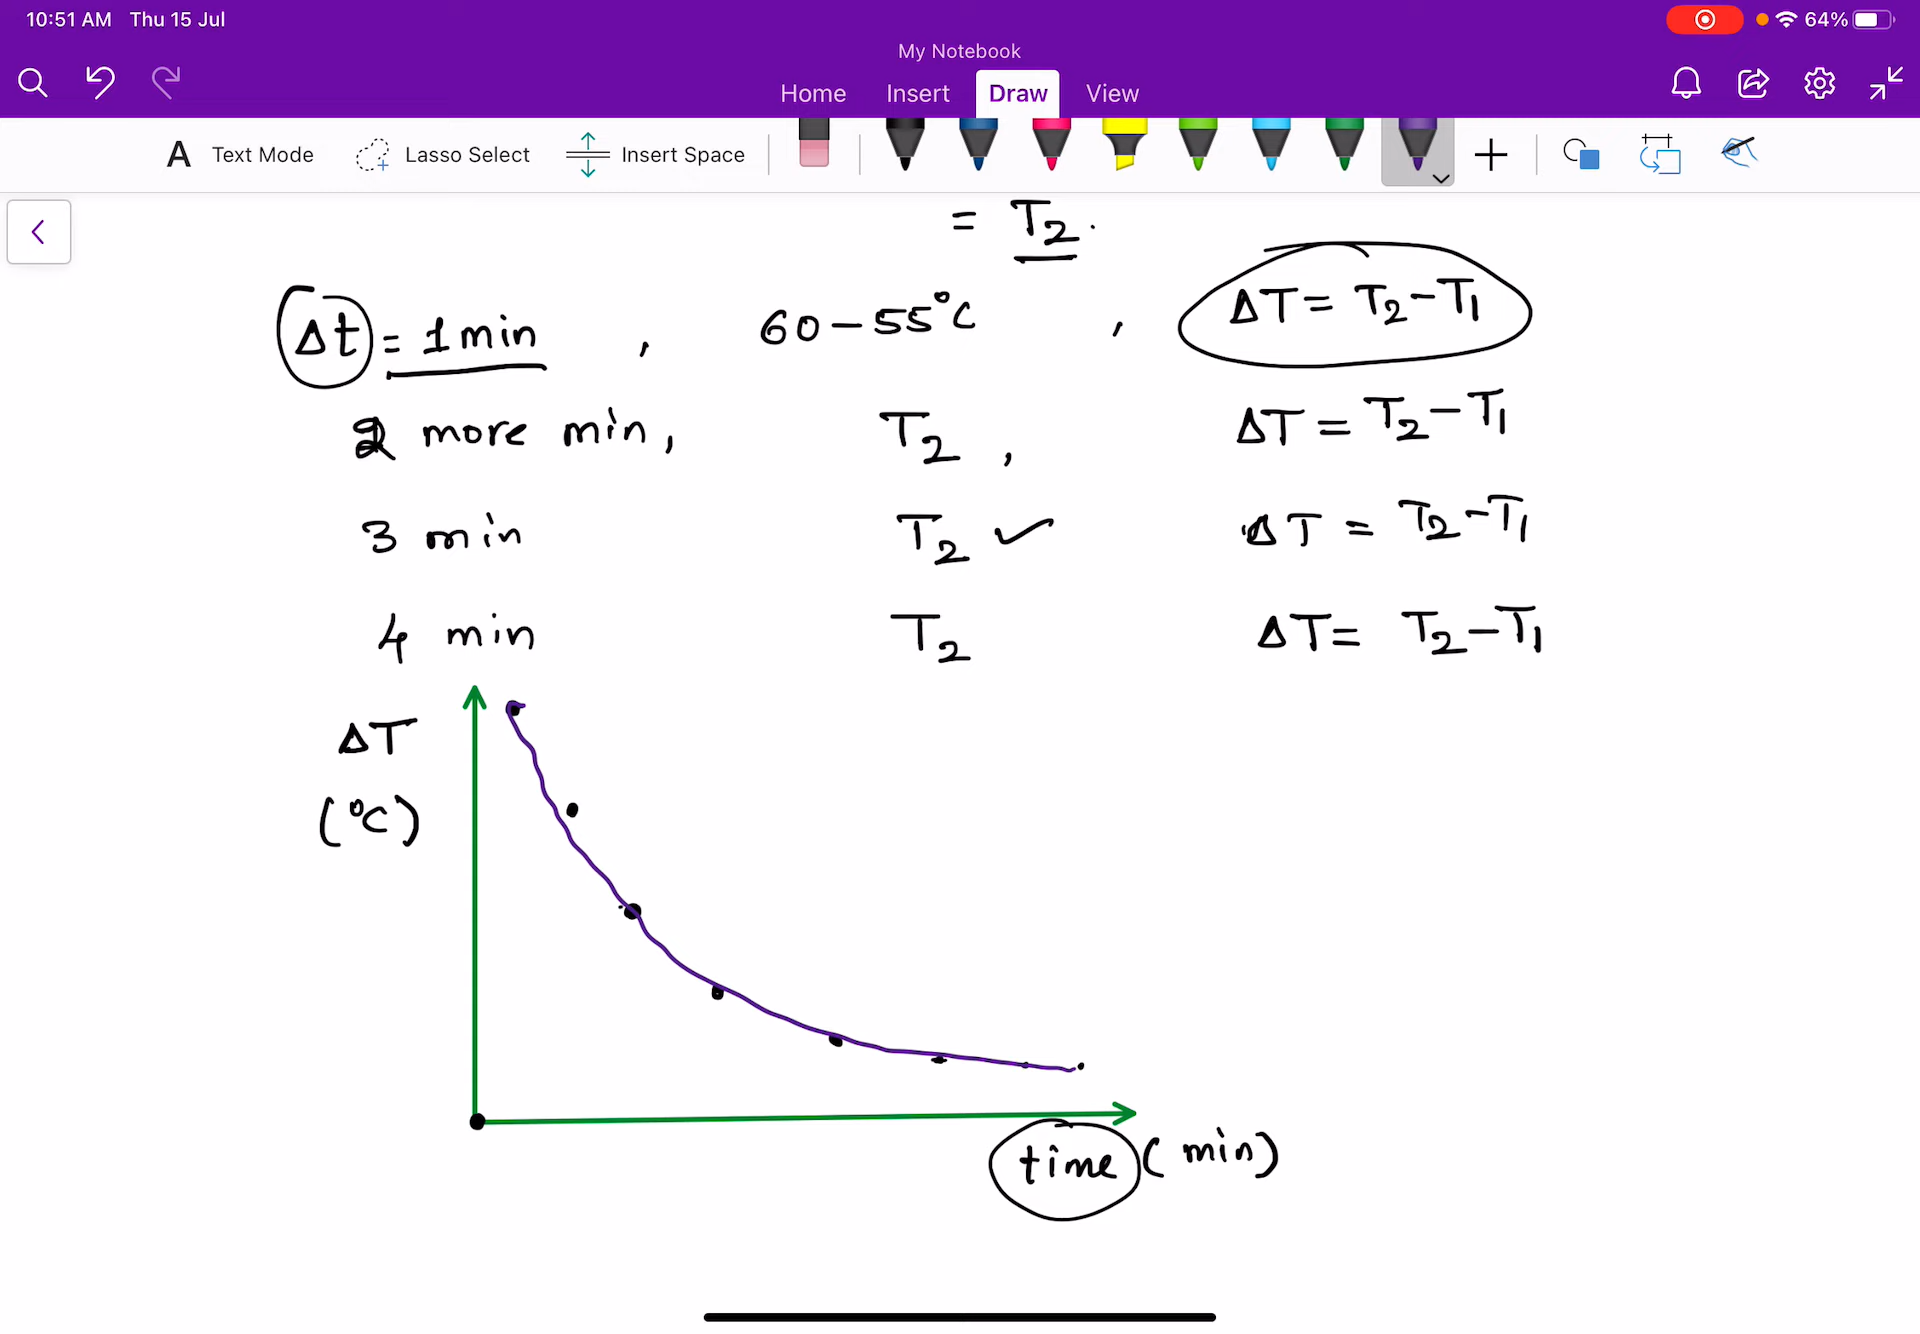 10:51 AM Thu 15 Jul 64%
My Notebook
Home Insert Draw View
A Text Mode Lasso Select Insert Space
= T₂.
Δt = 1 min , 60 – 55°C , ΔT = T₂ – T₁
2 more min, T₂ , ΔT = T₂ – T₁
3 min T₂ ✓ ΔT = T₂ – T₁
4 min T₂ ΔT = T₂ – T₁
ΔT
(°C)
time (min)